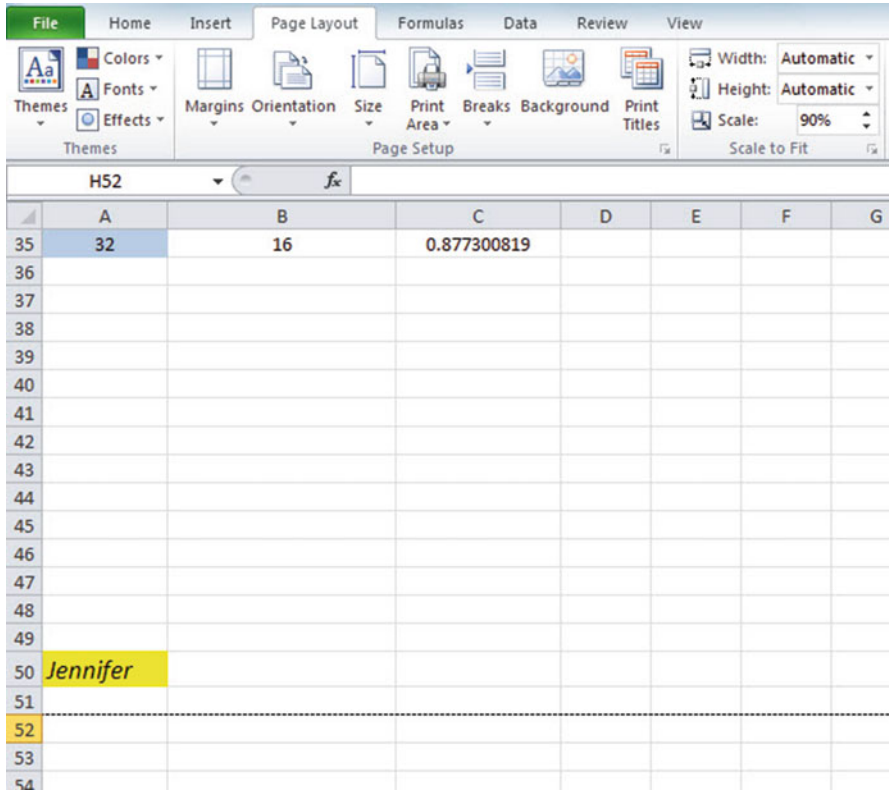 File Home Insert Page Layout Formulas Data Review View
Colors Width: Automatic
Aa A Fonts Height: Automatic
Themes Margins Orientation Size Print Area Breaks Background Print Titles
Effects Scale: 90%
Themes Page Setup Scale to Fit
H52 fx
A B C D E F G
35 32 16 0.877300819
36
37
38
39
40
41
42
43
44
45
46
47
48
49
50 Jennifer
51
52
53
54